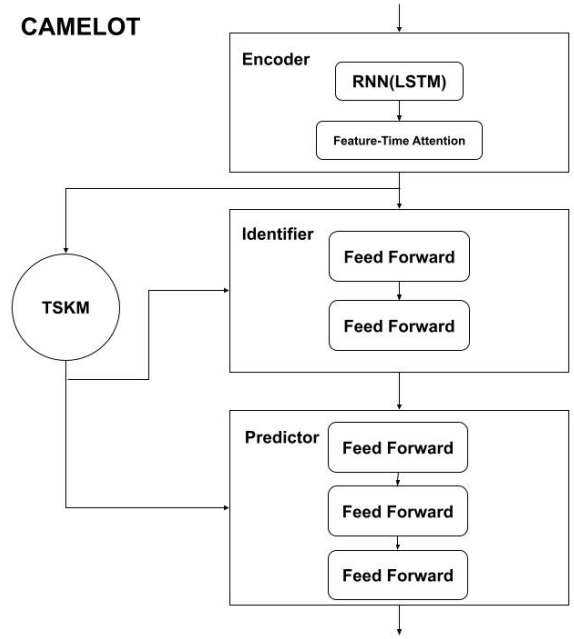 CAMELOT
Encoder
RNN(LSTM)
Feature-Time Attention
Identifier
Feed Forward
TSKM
Feed Forward
Predictor
Feed Forward
Feed Forward
Feed Forward